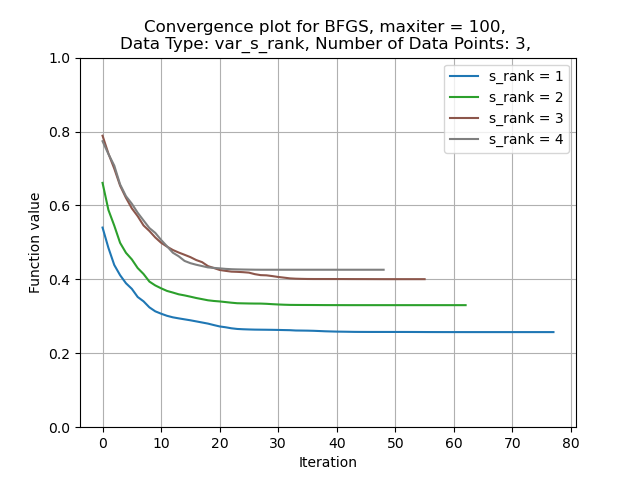 Convergence plot for BFGS, maxiter = 100,
Data Type: var_s_rank, Number of Data Points: 3,
s_rank = 1
s_rank = 2
s_rank = 3
s_rank = 4
Function value
1.0
0.8
0.6
0.4
0.2
0.0
0 10 20 30 40 50 60 70 80
Iteration